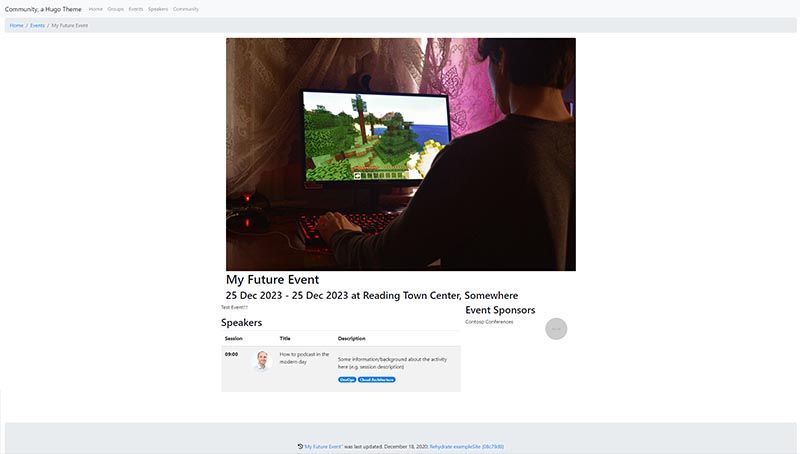 Community, a Hugo Theme Home Groups Events Speakers Community
Home / Events / My Future Event
My Future Event
25 Dec 2023 - 25 Dec 2023 at Reading Town Center, Somewhere
Test Event!!!
Event Sponsors
Contoso Conferences
Speakers
Session Title Description
09:00 How to podcast in the
modern day
Some information/background about the activity
here (e.g. session description)
DevOps Cloud Architecture
"My Future Event" was last updated: December 18, 2020: Rehydrate exampleSite (08c79d8)